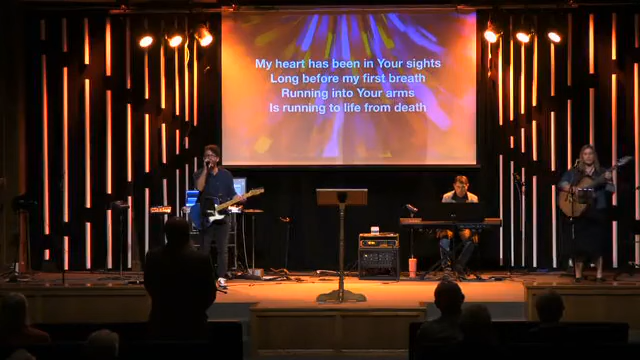 My heart has been in Your sights
Long before my first breath
Running into Your arms
Is running to life from death